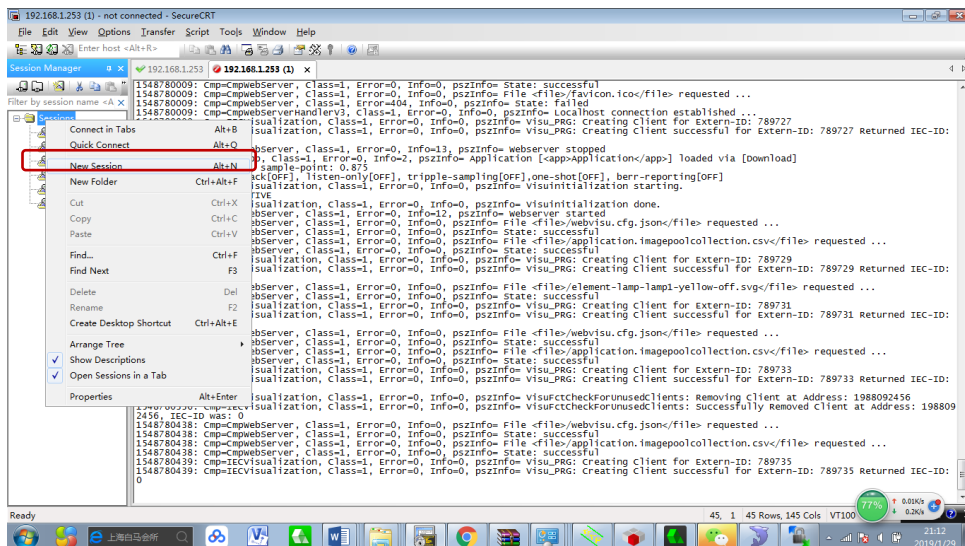 192.168.1.253 (1) - not connected - SecureCRT
File Edit View Options Transfer Script Tools Window Help
Enter host <Alt+R>
Session Manager
192.168.1.253
192.168.1.253 (1)
Filter by session name <A
Sessions
Connect in Tabs Alt+B
Quick Connect Alt+Q
New Session Alt+N
New Folder Ctrl+Alt+F
Cut Ctrl+X
Copy Ctrl+C
Paste Ctrl+V
Find... Ctrl+F
Find Next F3
Delete Del
Rename F2
Create Desktop Shortcut Ctrl+Alt+E
Arrange Tree
Show Descriptions
Open Sessions in a Tab
Properties Alt+Enter
1548780009: Cmp=CmpWebServer, Class=1, Error=0, Info=0, pszInfo= State: successful
1548780009: Cmp=CmpWebServer, Class=1, Error=0, Info=0, pszInfo= File <file>/favicon.ico</file> requested ...
1548780009: Cmp=CmpWebServer, Class=1, Error=404, Info=0, pszInfo= State: failed
1548780009: Cmp=CmpWebServerHandlerV3, Class=1, Error=0, Info=0, pszInfo= Localhost connection established ...
isualization, Class=1, Error=0, Info=0, pszInfo= Visu_PRG: Creating Client for Extern-ID: 789727
isualization, Class=1, Error=0, Info=0, pszInfo= Visu_PRG: Creating Client successful for Extern-ID: 789727 Returned IEC-ID:
ebServer, Class=1, Error=0, Info=13, pszInfo= Webserver stopped
p, Class=1, Error=0, Info=2, pszInfo= Application [<app>Application</app>] loaded via [Download]
sample-point: 0.875
ack[OFF], listen-only[OFF], tripple-sampling[OFF],one-shot[OFF], berr-reporting[OFF]
isualization, Class=1, Error=0, Info=0, pszInfo= Visuinitialization starting.
TIVE
isualization, Class=1, Error=0, Info=0, pszInfo= Visuinitialization done.
ebServer, Class=1, Error=0, Info=12, pszInfo= Webserver started
ebServer, Class=1, Error=0, Info=0, pszInfo= File <file>/webvisu.cfg.json</file> requested ...
ebServer, Class=1, Error=0, Info=0, pszInfo= State: successful
ebServer, Class=1, Error=0, Info=0, pszInfo= File <file>/application.imagepoolcollection.csv</file> requested ...
ebServer, Class=1, Error=0, Info=0, pszInfo= State: successful
isualization, Class=1, Error=0, Info=0, pszInfo= Visu_PRG: Creating Client for Extern-ID: 789729
isualization, Class=1, Error=0, Info=0, pszInfo= Visu_PRG: Creating Client successful for Extern-ID: 789729 Returned IEC-ID:
ebServer, Class=1, Error=0, Info=0, pszInfo= File <file>/element-lamp-lamp1-yellow-off.svg</file> requested ...
ebServer, Class=1, Error=0, Info=0, pszInfo= State: successful
isualization, Class=1, Error=0, Info=0, pszInfo= Visu_PRG: Creating Client for Extern-ID: 789731
isualization, Class=1, Error=0, Info=0, pszInfo= Visu_PRG: Creating Client successful for Extern-ID: 789731 Returned IEC-ID:
ebServer, Class=1, Error=0, Info=0, pszInfo= File <file>/webvisu.cfg.json</file> requested ...
ebServer, Class=1, Error=0, Info=0, pszInfo= State: successful
ebServer, Class=1, Error=0, Info=0, pszInfo= File <file>/application.imagepoolcollection.csv</file> requested ...
ebServer, Class=1, Error=0, Info=0, pszInfo= State: successful
isualization, Class=1, Error=0, Info=0, pszInfo= Visu_PRG: Creating Client for Extern-ID: 789733
isualization, Class=1, Error=0, Info=0, pszInfo= Visu_PRG: Creating Client successful for Extern-ID: 789733 Returned IEC-ID:
isualization, Class=1, Error=0, Info=0, pszInfo= VisuFctCheckForUnusedClients: Removing Client at Address: 1988092456
isualization, Class=1, Error=0, Info=0, pszInfo= VisuFctCheckForUnusedClients: Successfully Removed Client at Address: 198809
2456, IEC-ID was: 0
1548780438: Cmp=CmpWebServer, Class=1, Error=0, Info=0, pszInfo= File <file>/webvisu.cfg.json</file> requested ...
1548780438: Cmp=CmpWebServer, Class=1, Error=0, Info=0, pszInfo= State: successful
1548780438: Cmp=CmpWebServer, Class=1, Error=0, Info=0, pszInfo= File <file>/application.imagepoolcollection.csv</file> requested ...
1548780438: Cmp=CmpWebServer, Class=1, Error=0, Info=0, pszInfo= State: successful
1548780439: Cmp=IECVisualization, Class=1, Error=0, Info=0, pszInfo= Visu_PRG: Creating Client for Extern-ID: 789735
1548780439: Cmp=IECVisualization, Class=1, Error=0, Info=0, pszInfo= Visu_PRG: Creating Client successful for Extern-ID: 789735 Returned IEC-ID:
0
77%
0.01K/s
0.2K/s
Ready 45, 1 45 Rows, 145 Cols VT100
上海白马会所
21:12
2019/1/29